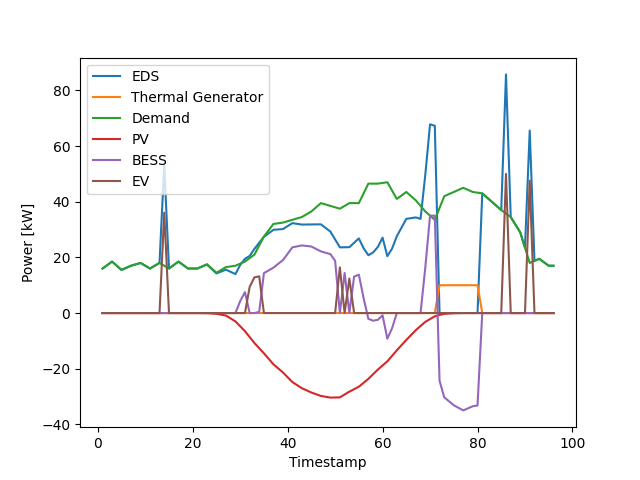 EDS
Thermal Generator
Demand
PV
BESS
EV
Power [kW]
80
60
40
20
0
−20
−40
0 20 40 60 80 100
Timestamp